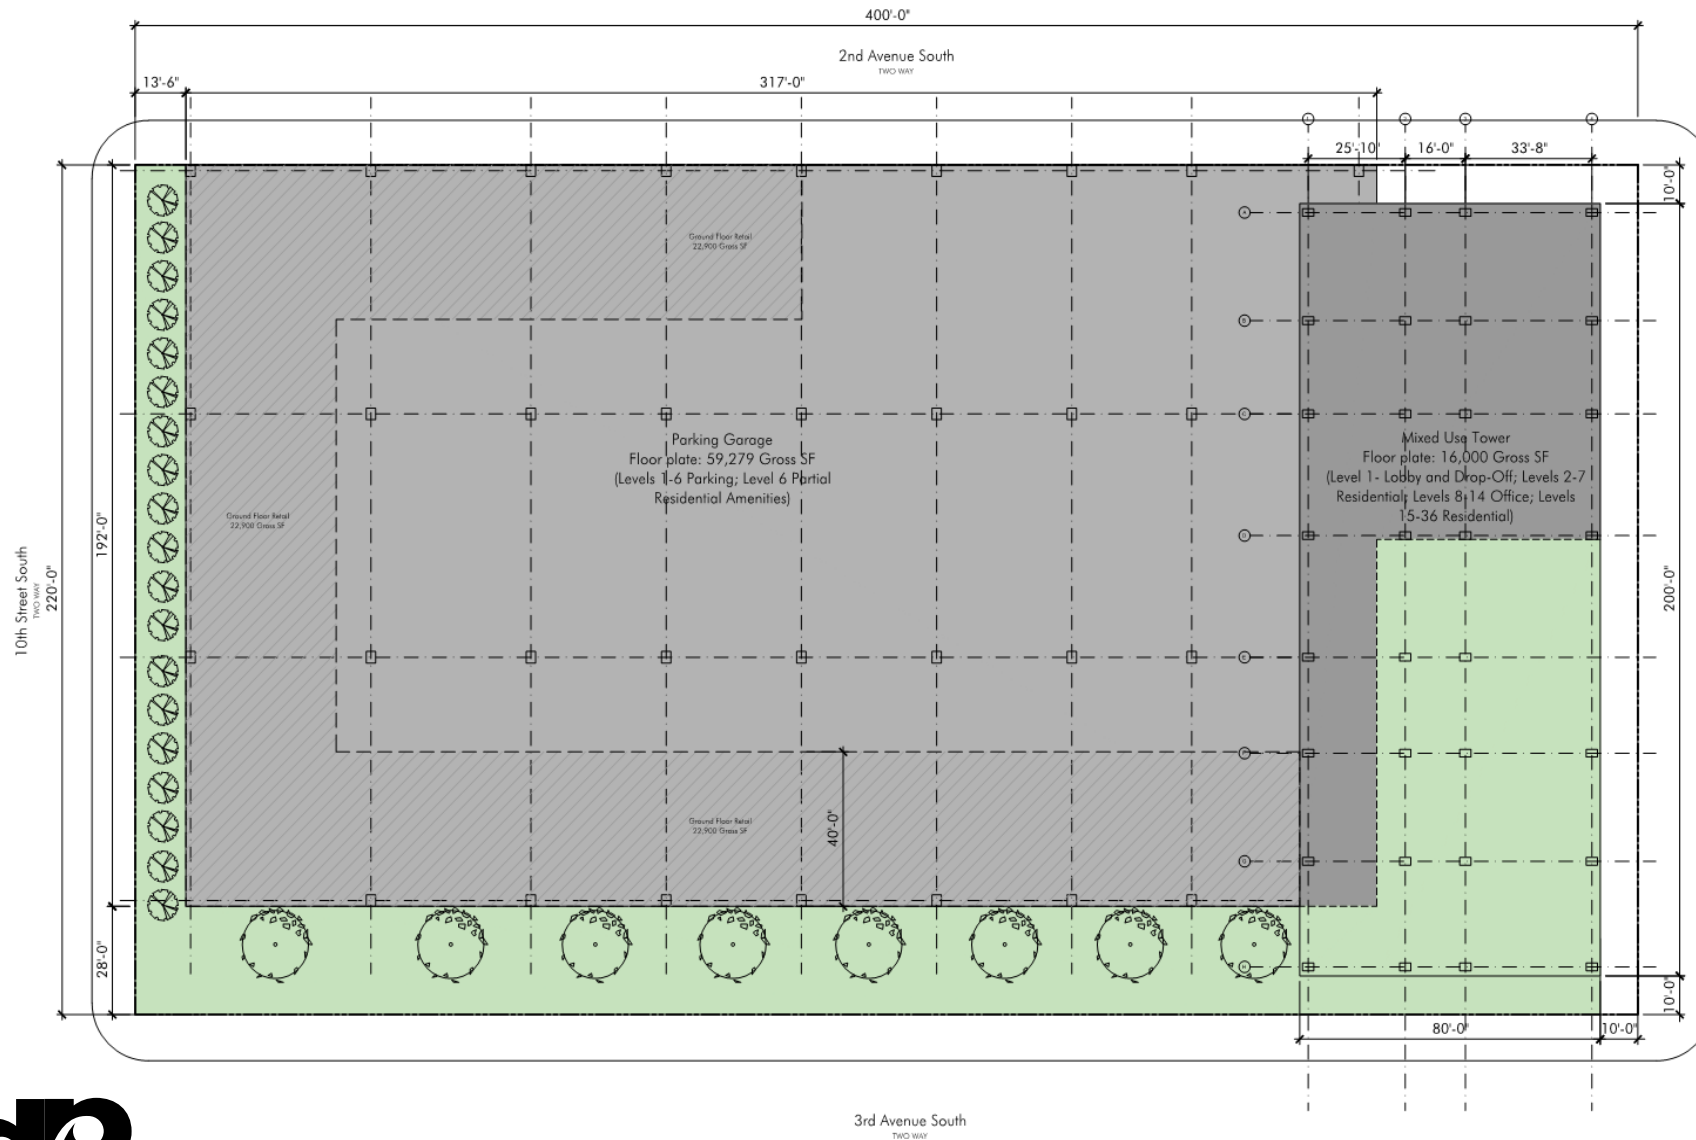 400'-0"
2nd Avenue South
TWO WAY
13'-6"
317'-0"
25'-10"
16'-0"
33'-8"
10'-0"
Ground Floor Retail
22,900 Gross SF
Parking Garage
Floor plate: 59,279 Gross SF
(Levels 1-6 Parking; Level 6 Partial
Residential Amenities)
Mixed Use Tower
Floor plate: 16,000 Gross SF
(Level 1- Lobby and Drop-Off; Levels 2-7
Residential; Levels 8-14 Office; Levels
15-36 Residential)
Ground Floor Retail
22,900 Gross SF
10th Street South
TWO WAY
220'-0"
192'-0"
200'-0"
Ground Floor Retail
22,900 Gross SF
40'-0"
28'-0"
10'-0"
80'-0"
10'-0"
3rd Avenue South
TWO WAY